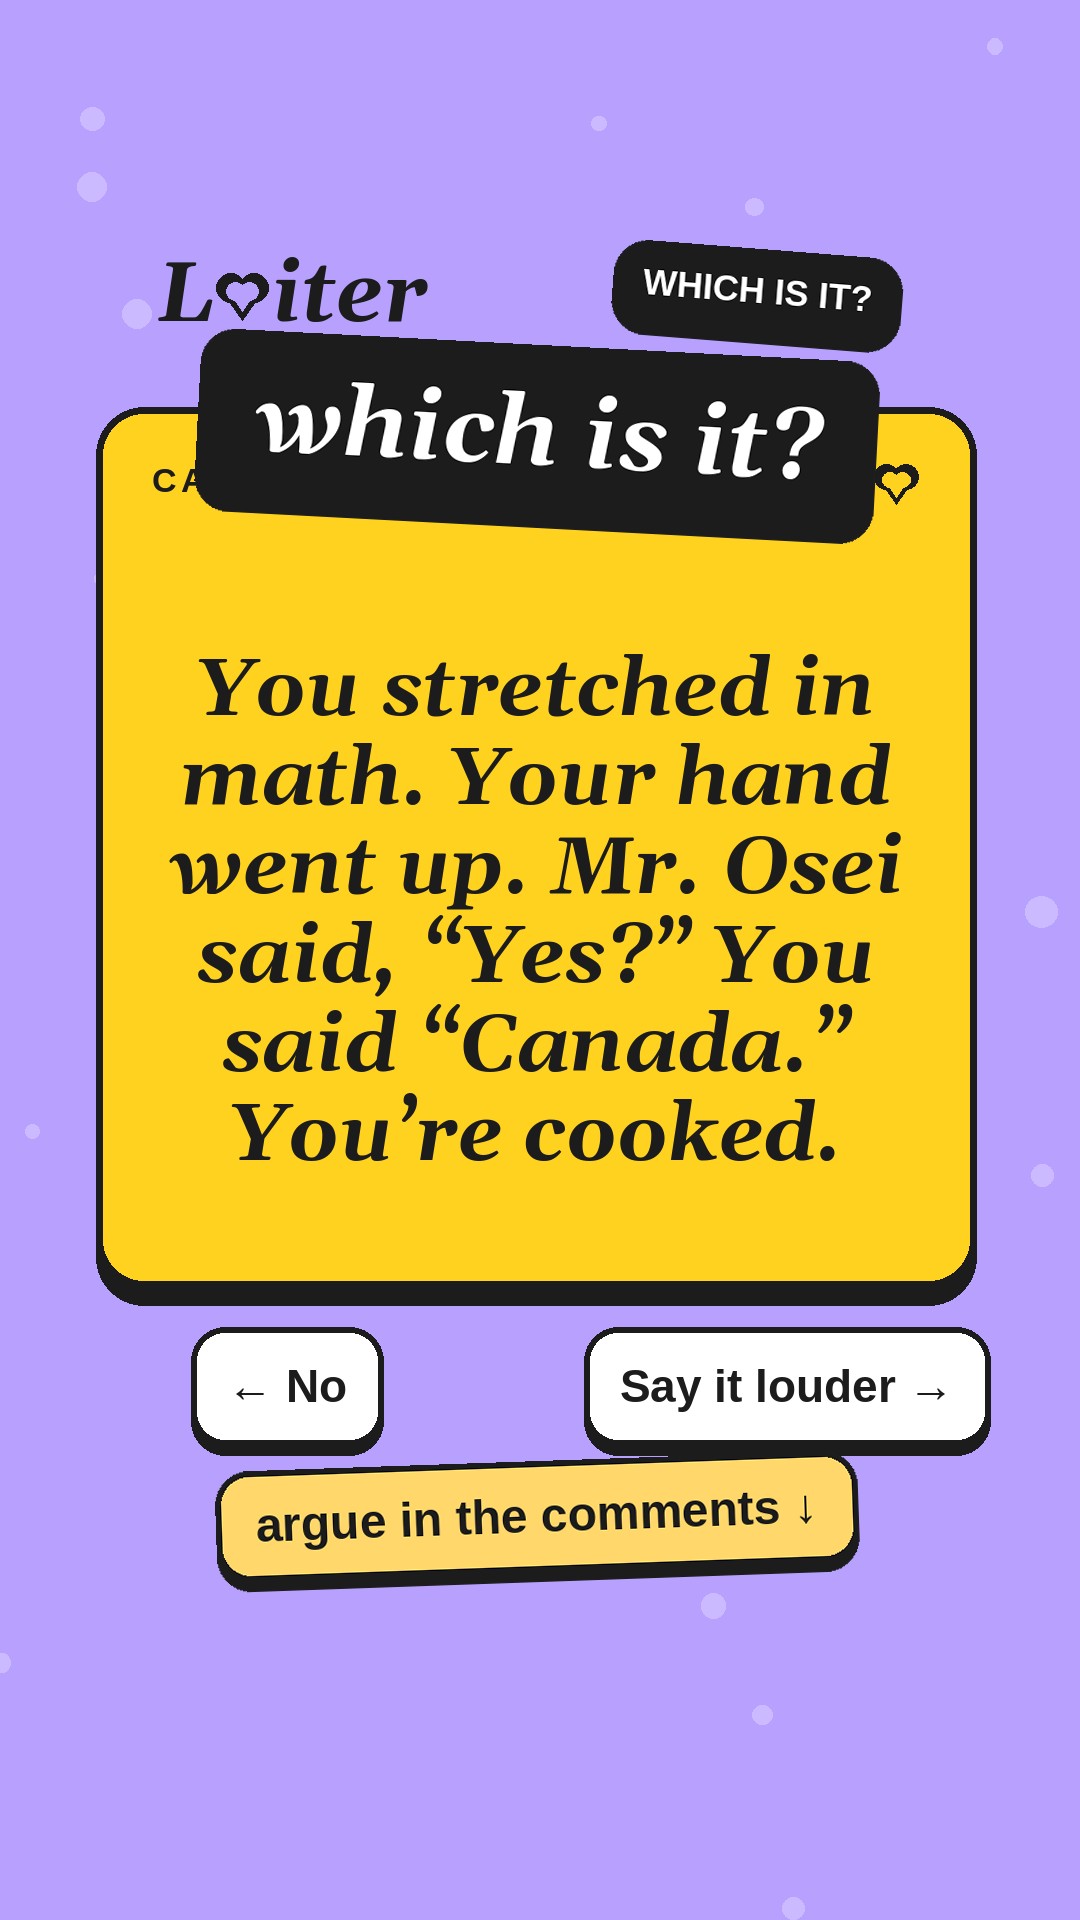 L♡iter
WHICH IS IT?
which is it?
You stretched in
math. Your hand
went up. Mr. Osei
said, “Yes?” You
said “Canada.”
You’re cooked.
← No
Say it louder →
argue in the comments ↓